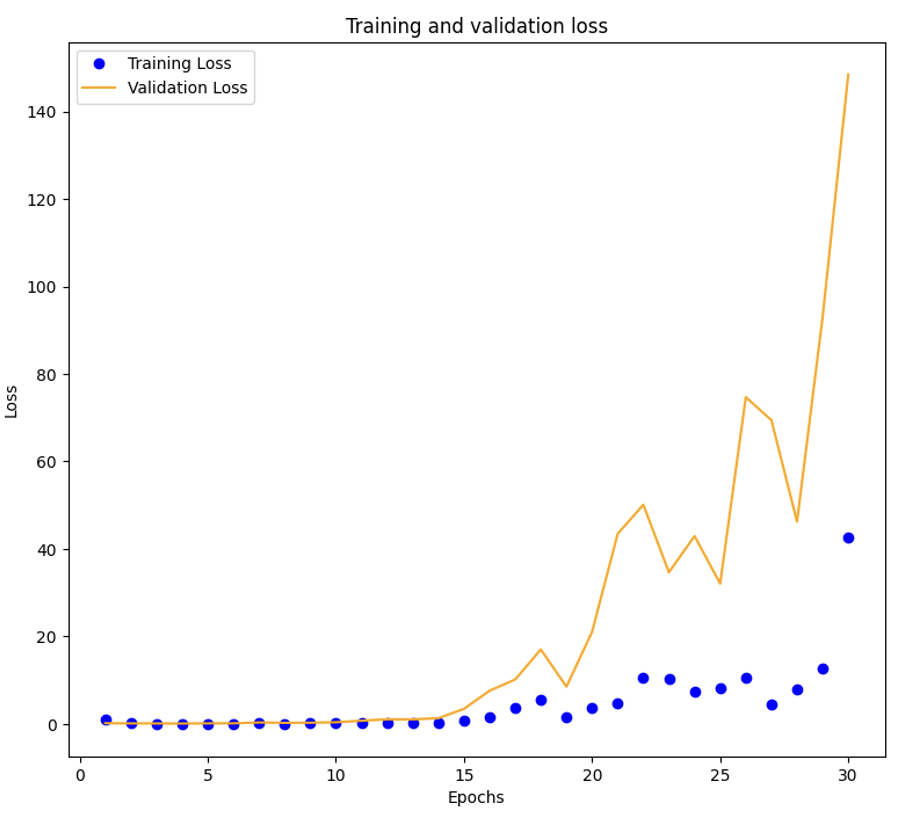 Training and validation loss
Training Loss
Validation Loss
140
120
100
80
60
40
20
0
Loss
0 5 10 15 20 25 30
Epochs